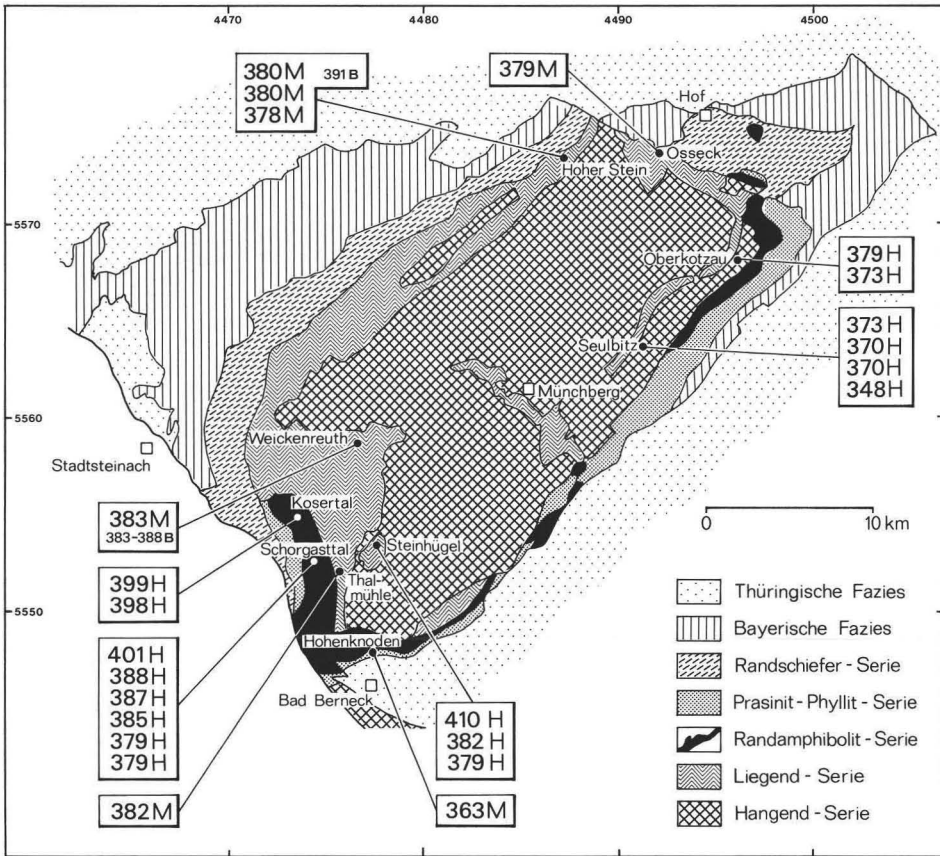 4470 4480 4490 4500
380M 391B
380M
378M
379M
Hof
Hoher Stein
Osseck
5570
Oberkotzau
379H
373H
Seulbitz
373H
370H
370H
348H
Münchberg
5560
Weickenreuth
Stadtsteinach
Kosertal
383M
383-388B
0 10 km
Schorgasttal
Steinhügel
399H
398H
Thal-
mühle
Thüringische Fazies
5550
Bayerische Fazies
Hohenknoden
401H
388H
387H
385H
379H
379H
Randschiefer-Serie
Bad Berneck
Prasinit-Phyllit-Serie
410 H
382 H
379 H
Randamphibolit-Serie
Liegend-Serie
382M
363M
Hangend-Serie